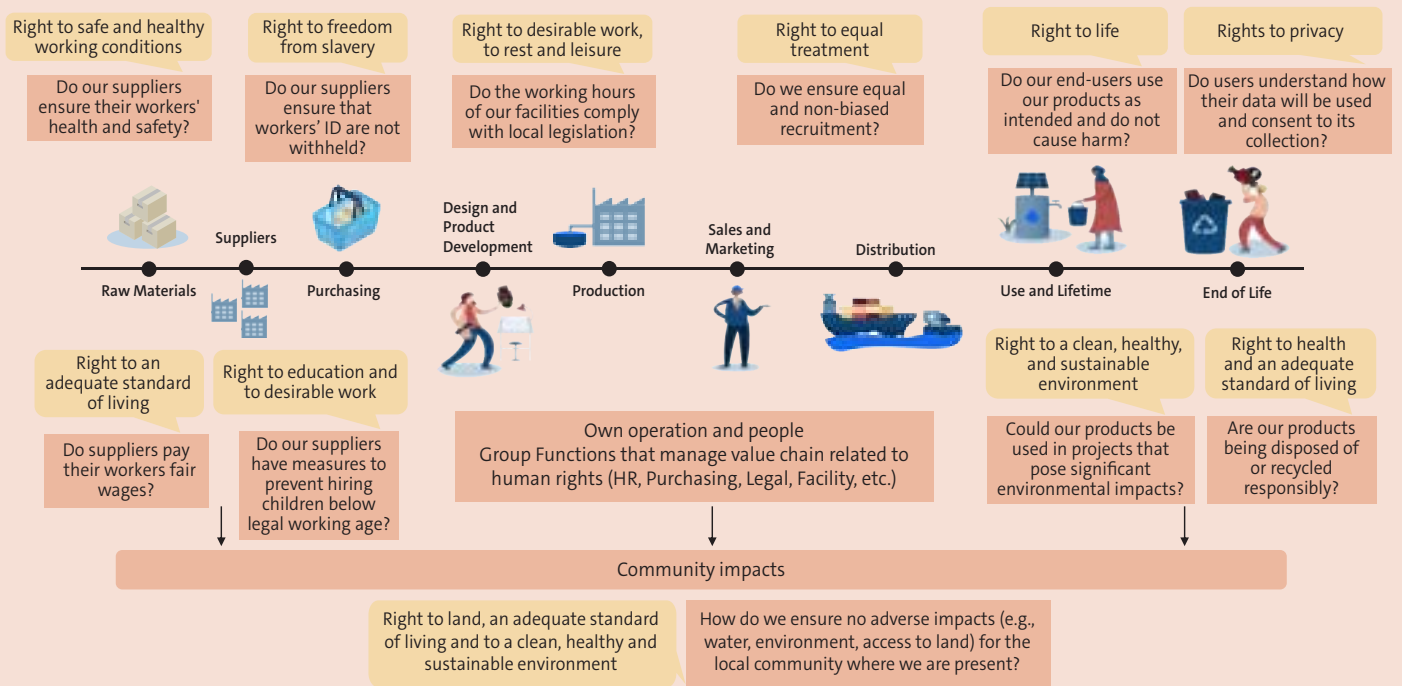 Right to safe and healthy
working conditions
Do our suppliers
ensure their workers'
health and safety?
Right to freedom
from slavery
Do our suppliers
ensure that
workers’ ID are not
withheld?
Right to desirable work,
to rest and leisure
Do the working hours
of our facilities comply
with local legislation?
Right to equal
treatment
Do we ensure equal
and non-biased
recruitment?
Right to life
Do our end-users use
our products as
intended and do not
cause harm?
Rights to privacy
Do users understand how
their data will be used
and consent to its
collection?
Raw Materials
Suppliers
Purchasing
Design and
Product
Development
Production
Sales and
Marketing
Distribution
Use and Lifetime
End of Life
Right to an
adequate standard
of living
Do suppliers pay
their workers fair
wages?
Right to education and
to desirable work
Do our suppliers
have measures to
prevent hiring
children below
legal working age?
Own operation and people
Group Functions that manage value chain related to
human rights (HR, Purchasing, Legal, Facility, etc.)
Right to a clean, healthy,
and sustainable
environment
Could our products be
used in projects that
pose significant
environmental impacts?
Right to health
and an adequate
standard of living
Are our products
being disposed of
or recycled
responsibly?
Community impacts
Right to land, an adequate standard
of living and to a clean, healthy and
sustainable environment
How do we ensure no adverse impacts (e.g.,
water, environment, access to land) for the
local community where we are present?